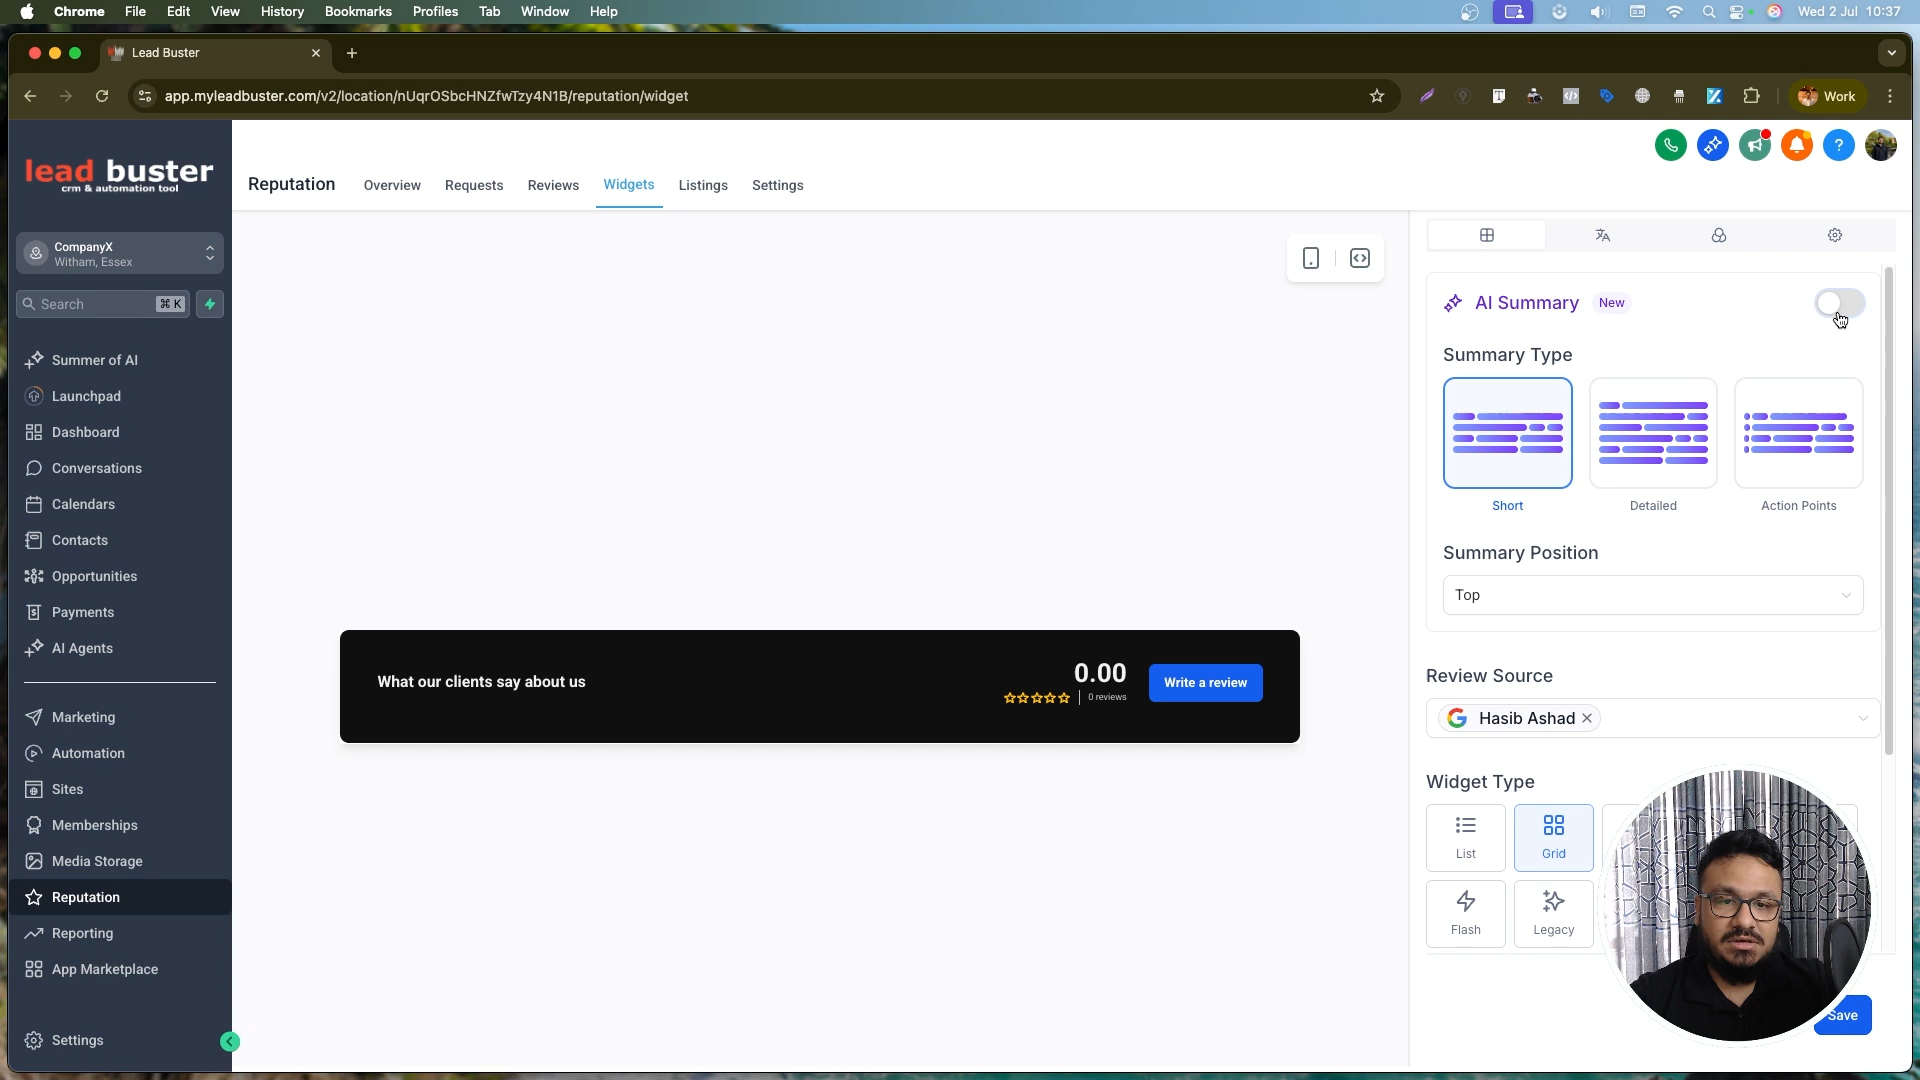 Chrome File Edit View History Bookmarks Profiles Tab Window Help Wed 2 Jul 10:37
Lead Buster
app.myleadbuster.com/v2/location/nUqrOSbcHNZfwTzy4N1B/reputation/widget
Work
lead buster
crm & automation tool
Reputation Overview Requests Reviews Widgets Listings Settings
CompanyX
Witham, Essex
Search ⌘ K
Summer of AI
Launchpad
Dashboard
Conversations
Calendars
Contacts
Opportunities
Payments
AI Agents
Marketing
Automation
Sites
Memberships
Media Storage
Reputation
Reporting
App Marketplace
Settings
What our clients say about us
0.00
0 reviews
Write a review
AI Summary New
Summary Type
Short Detailed Action Points
Summary Position
Top
Review Source
Hasib Ashad
Widget Type
List Grid
Flash Legacy
Save